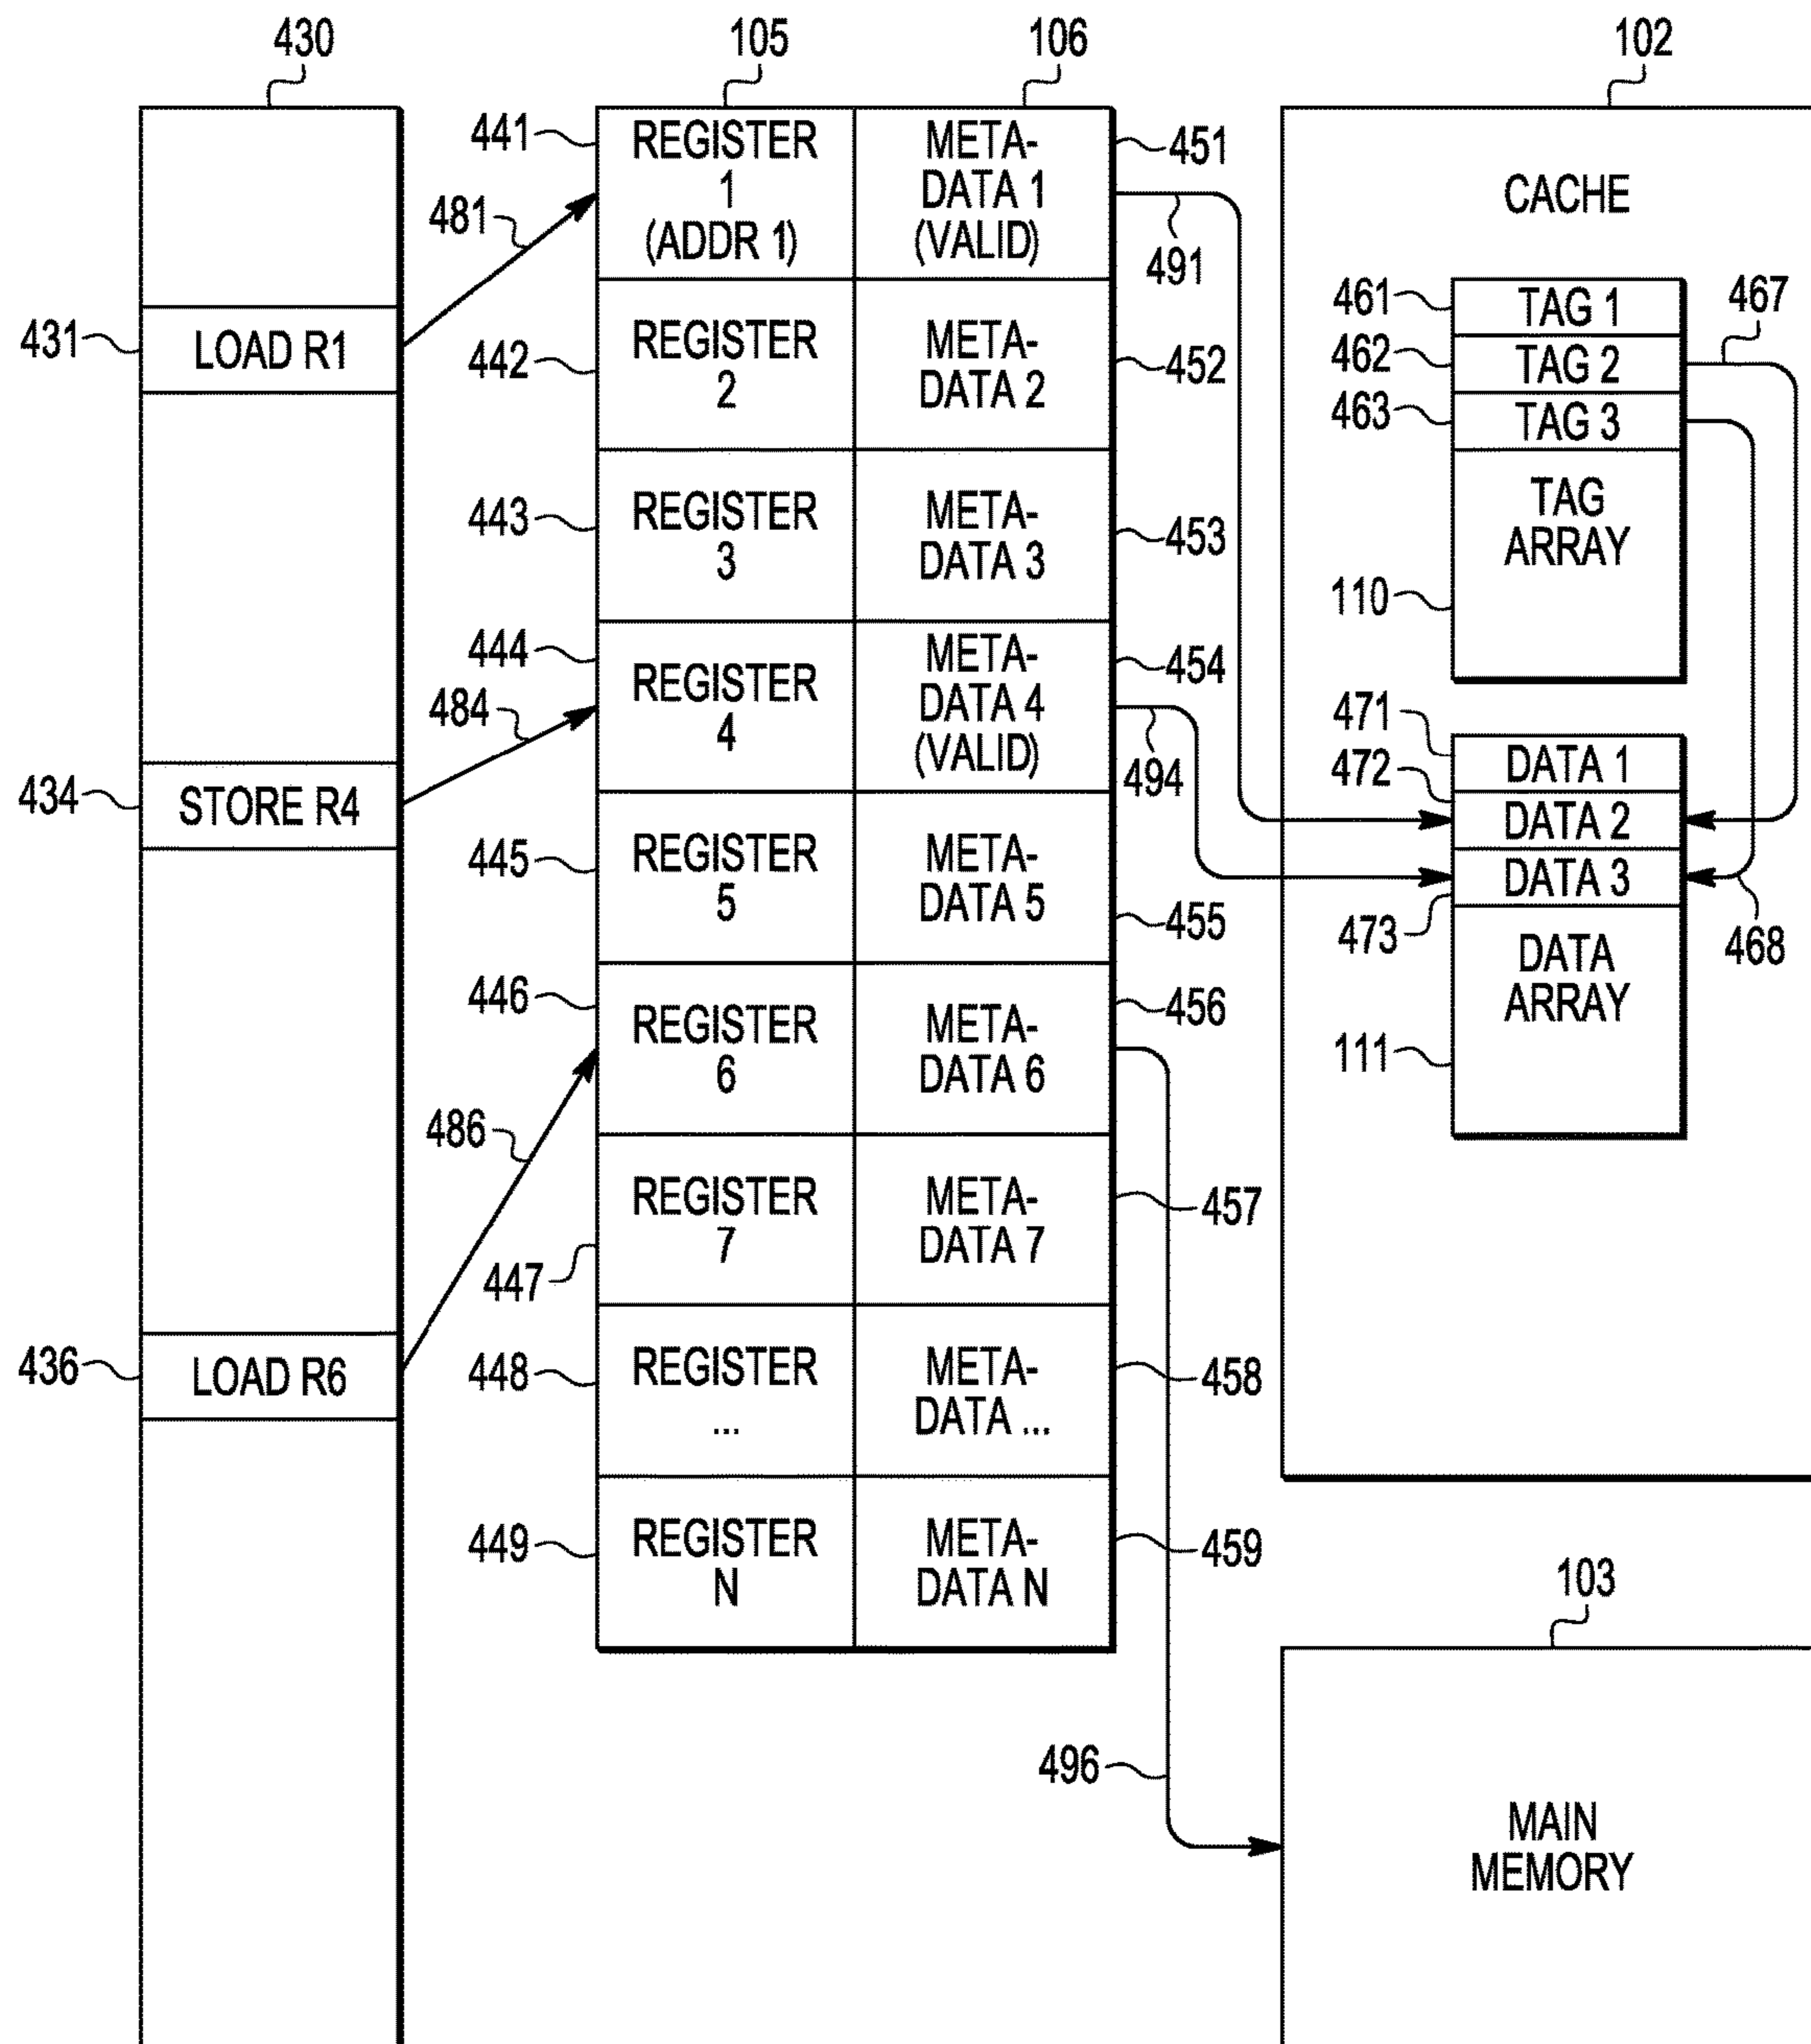 430
105
106
102
441
REGISTER
1
(ADDR 1)
META-
DATA 1
(VALID)
451
CACHE
481
491
431
LOAD R1
442
REGISTER
2
META-
DATA 2
452
461
TAG 1
467
462
TAG 2
463
TAG 3
TAG
ARRAY
110
443
REGISTER
3
META-
DATA 3
453
444
REGISTER
4
META-
DATA 4
(VALID)
454
484
494
434
STORE R4
471
DATA 1
472
DATA 2
DATA 3
473
468
DATA
ARRAY
111
445
REGISTER
5
META-
DATA 5
455
446
REGISTER
6
META-
DATA 6
456
486
447
REGISTER
7
META-
DATA 7
457
436
LOAD R6
448
REGISTER
...
META-
DATA ...
458
449
REGISTER
N
META-
DATA N
459
103
496
MAIN
MEMORY